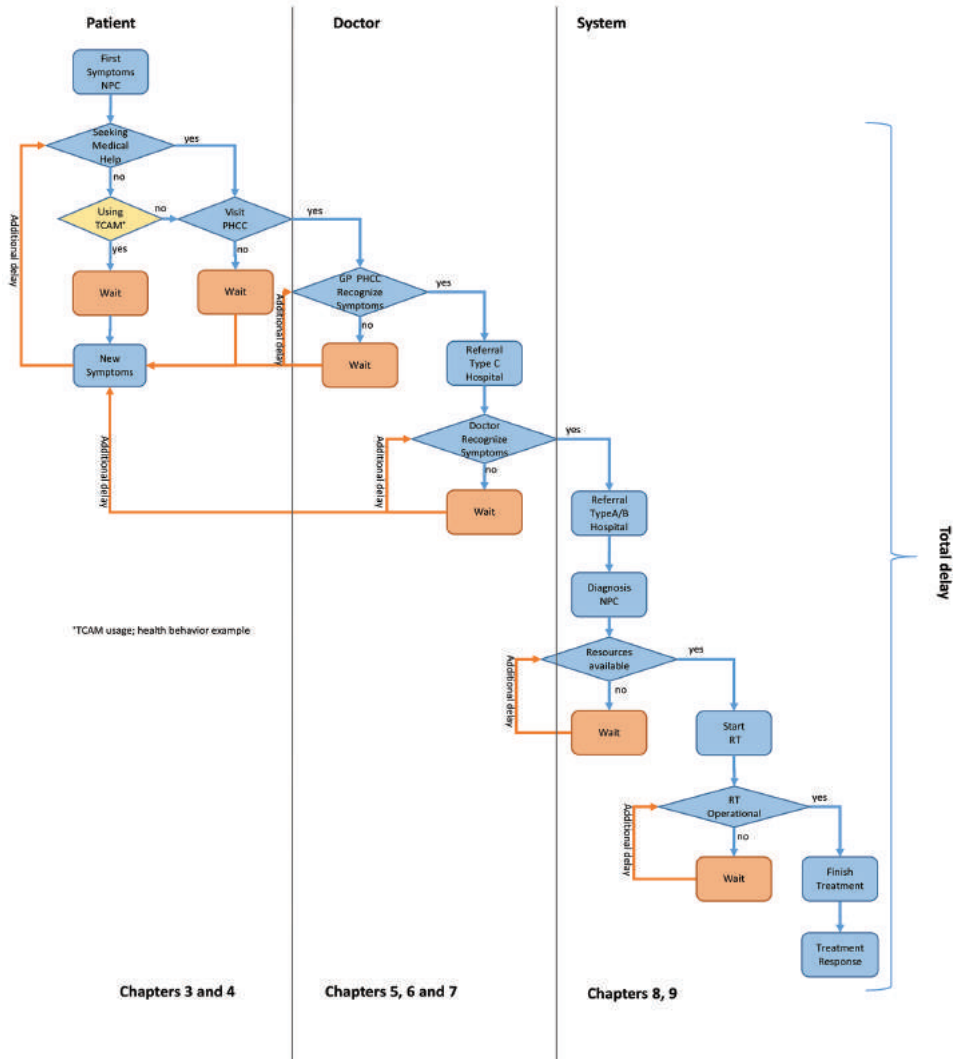 Patient
Doctor
System
First
Symptoms
NPC
Seeking
Medical
Help
yes
no
Using
TCAM*
no
Visit
PHCC
yes
yes
no
Wait
Wait
Additional delay
New
Symptoms
GP PHCC
Recognize
Symptoms
yes
no
Additional delay
Wait
Referral
Type C
Hospital
Doctor
Recognize
Symptoms
yes
no
Additional delay
Additional delay
Wait
Referral
TypeA/B
Hospital
Diagnosis
NPC
*TCAM usage; health behavior example
Resources
available
yes
no
Additional delay
Wait
Start
RT
RT
Operational
yes
no
Additional delay
Wait
Finish
Treatment
Treatment
Response
Total delay
Chapters 3 and 4
Chapters 5, 6 and 7
Chapters 8, 9